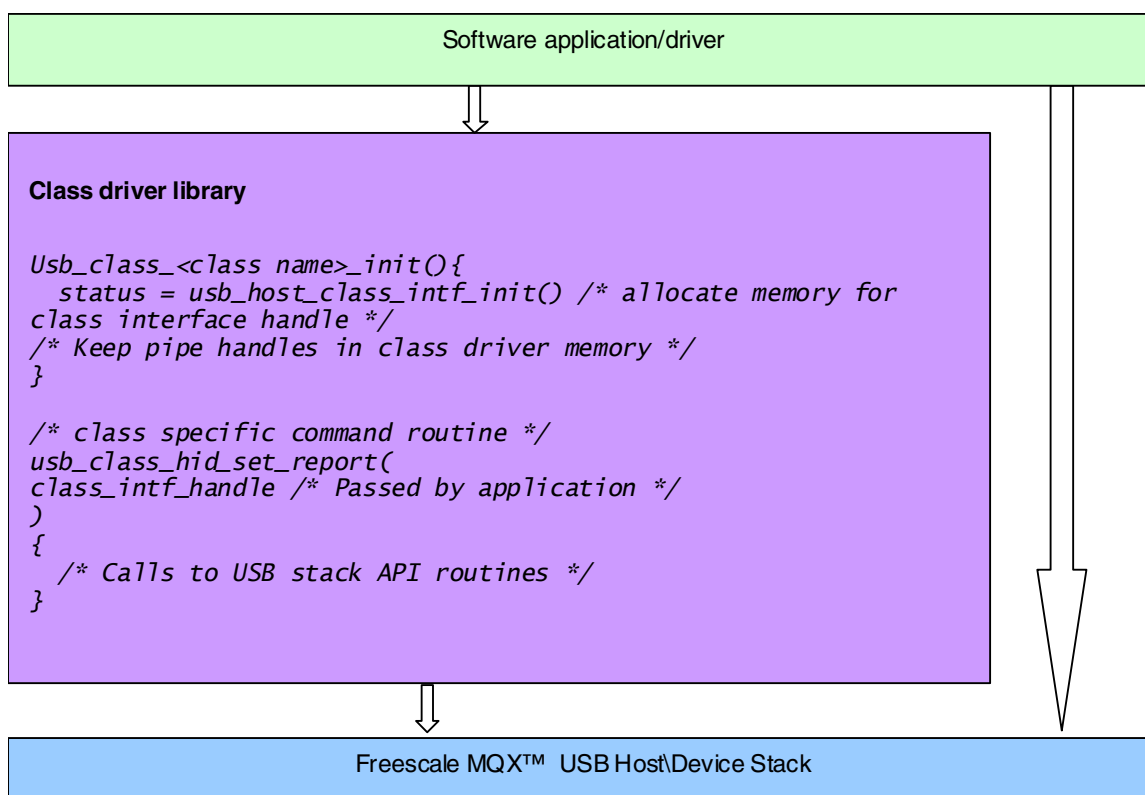 Software application/driver
Class driver library
Usb_class_<class name>_init(){
status = usb_host_class_intf_init() /* allocate memory for
class interface handle */
/* Keep pipe handles in class driver memory */
}
/* class specific command routine */
usb_class_hid_set_report(
class_intf_handle /* Passed by application */
)
{
/* Calls to USB stack API routines */
}
Freescale MQX™ USB Host\Device Stack